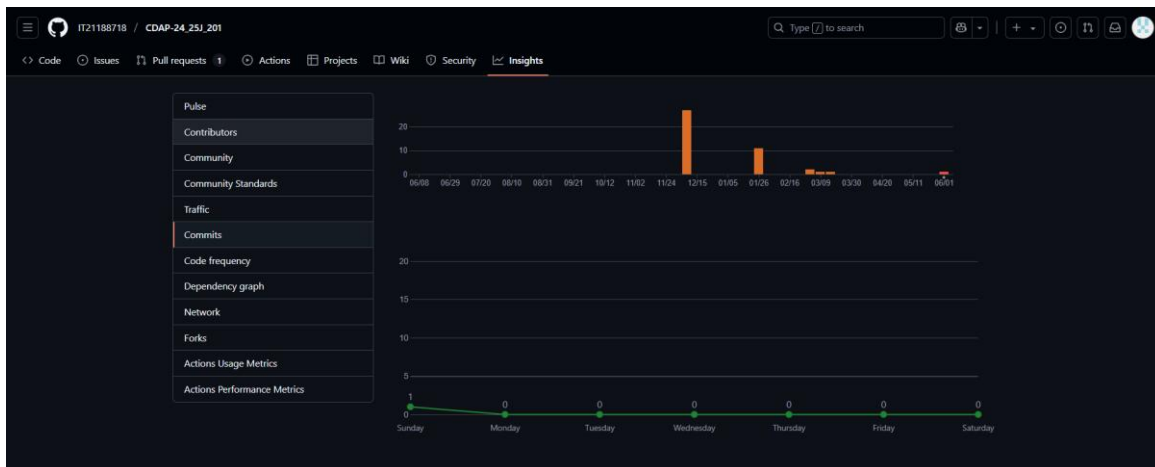 IT21188718 / CDAP-24_25J_201
Type / to search
Code Issues Pull requests 1 Actions Projects Wiki Security Insights
Pulse
Contributors
Community
Community Standards
Traffic
Commits
Code frequency
Dependency graph
Network
Forks
Actions Usage Metrics
Actions Performance Metrics
20
10
0
06/08 06/29 07/20 08/10 08/31 09/21 10/12 11/02 11/24 12/15 01/05 01/26 02/16 03/09 03/30 04/20 05/11 06/01
20
15
10
5
0
1 0 0 0 0 0 0
Sunday Monday Tuesday Wednesday Thursday Friday Saturday